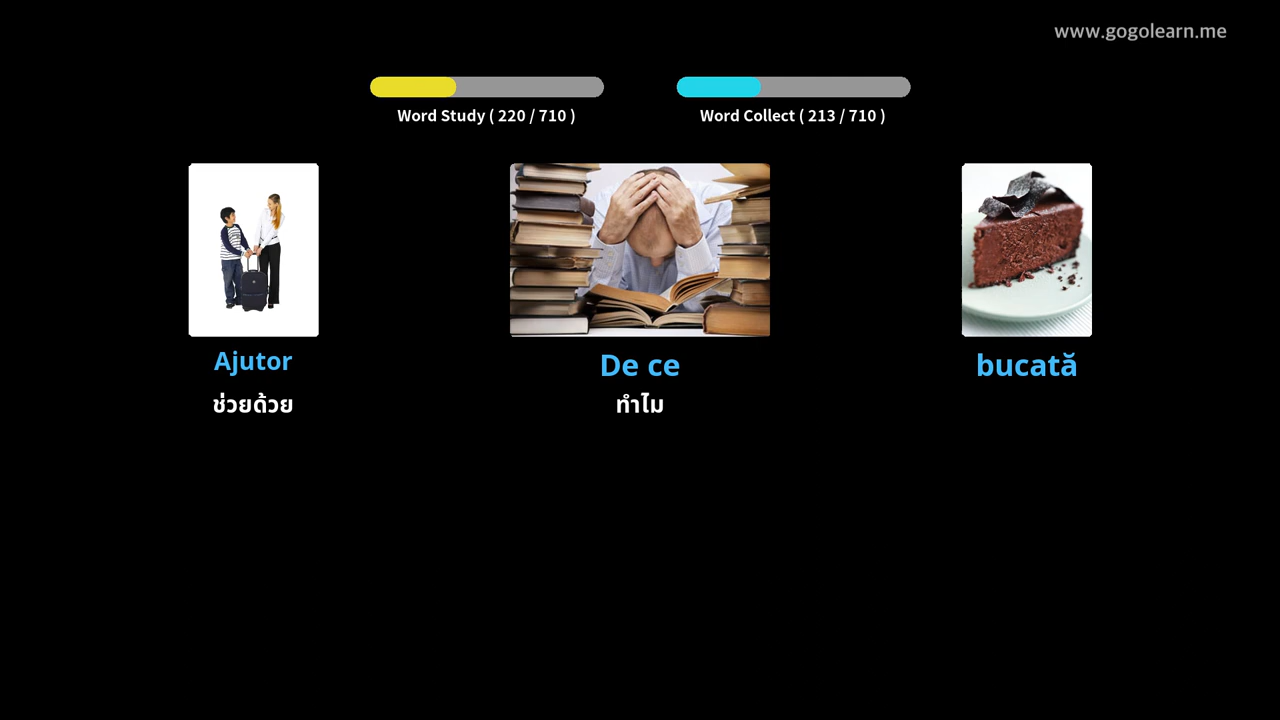 www.gogolearn.me
Word Study ( 220 / 710 )
Word Collect ( 213 / 710 )
Ajutor
ช่วยด้วย
De ce
ทำไม
bucată